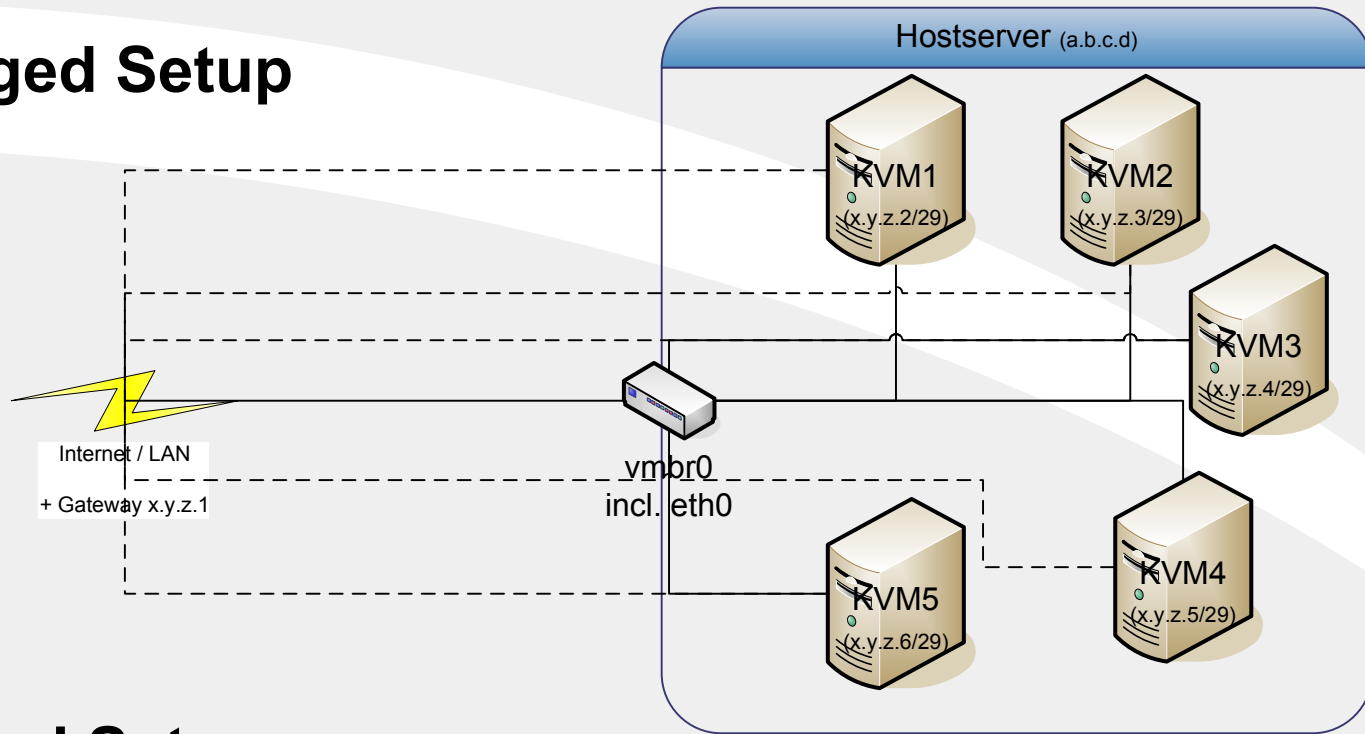 ged Setup
Hostserver (a.b.c.d)
KVM1
(x.y.z.2/29)
KVM2
(x.y.z.3/29)
KVM3
(x.y.z.4/29)
Internet / LAN
+ Gateway x.y.z.1
vmbr0
incl. eth0
KVM4
(x.y.z.5/29)
KVM5
(x.y.z.6/29)